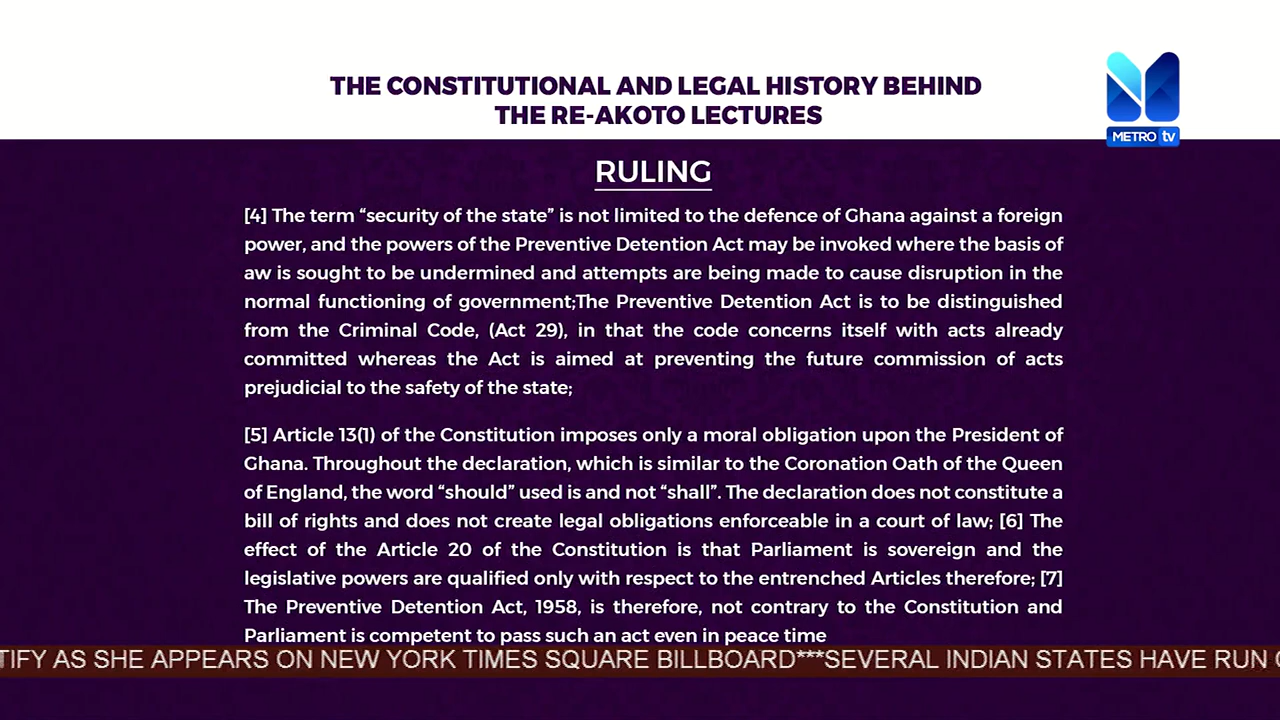 THE CONSTITUTIONAL AND LEGAL HISTORY BEHIND
THE RE-AKOTO LECTURES
METRO tv
RULING
[4] The term “security of the state” is not limited to the defence of Ghana against a foreign
power, and the powers of the Preventive Detention Act may be invoked where the basis of
aw is sought to be undermined and attempts are being made to cause disruption in the
normal functioning of government;The Preventive Detention Act is to be distinguished
from the Criminal Code, (Act 29), in that the code concerns itself with acts already
committed whereas the Act is aimed at preventing the future commission of acts
prejudicial to the safety of the state;
[5] Article 13(1) of the Constitution imposes only a moral obligation upon the President of
Ghana. Throughout the declaration, which is similar to the Coronation Oath of the Queen
of England, the word “should” used is and not “shall”. The declaration does not constitute a
bill of rights and does not create legal obligations enforceable in a court of law; [6] The
effect of the Article 20 of the Constitution is that Parliament is sovereign and the
legislative powers are qualified only with respect to the entrenched Articles therefore; [7]
The Preventive Detention Act, 1958, is therefore, not contrary to the Constitution and
Parliament is competent to pass such an act even in peace time
TIFY AS SHE APPEARS ON NEW YORK TIMES SQUARE BILLBOARD***SEVERAL INDIAN STATES HAVE RUN